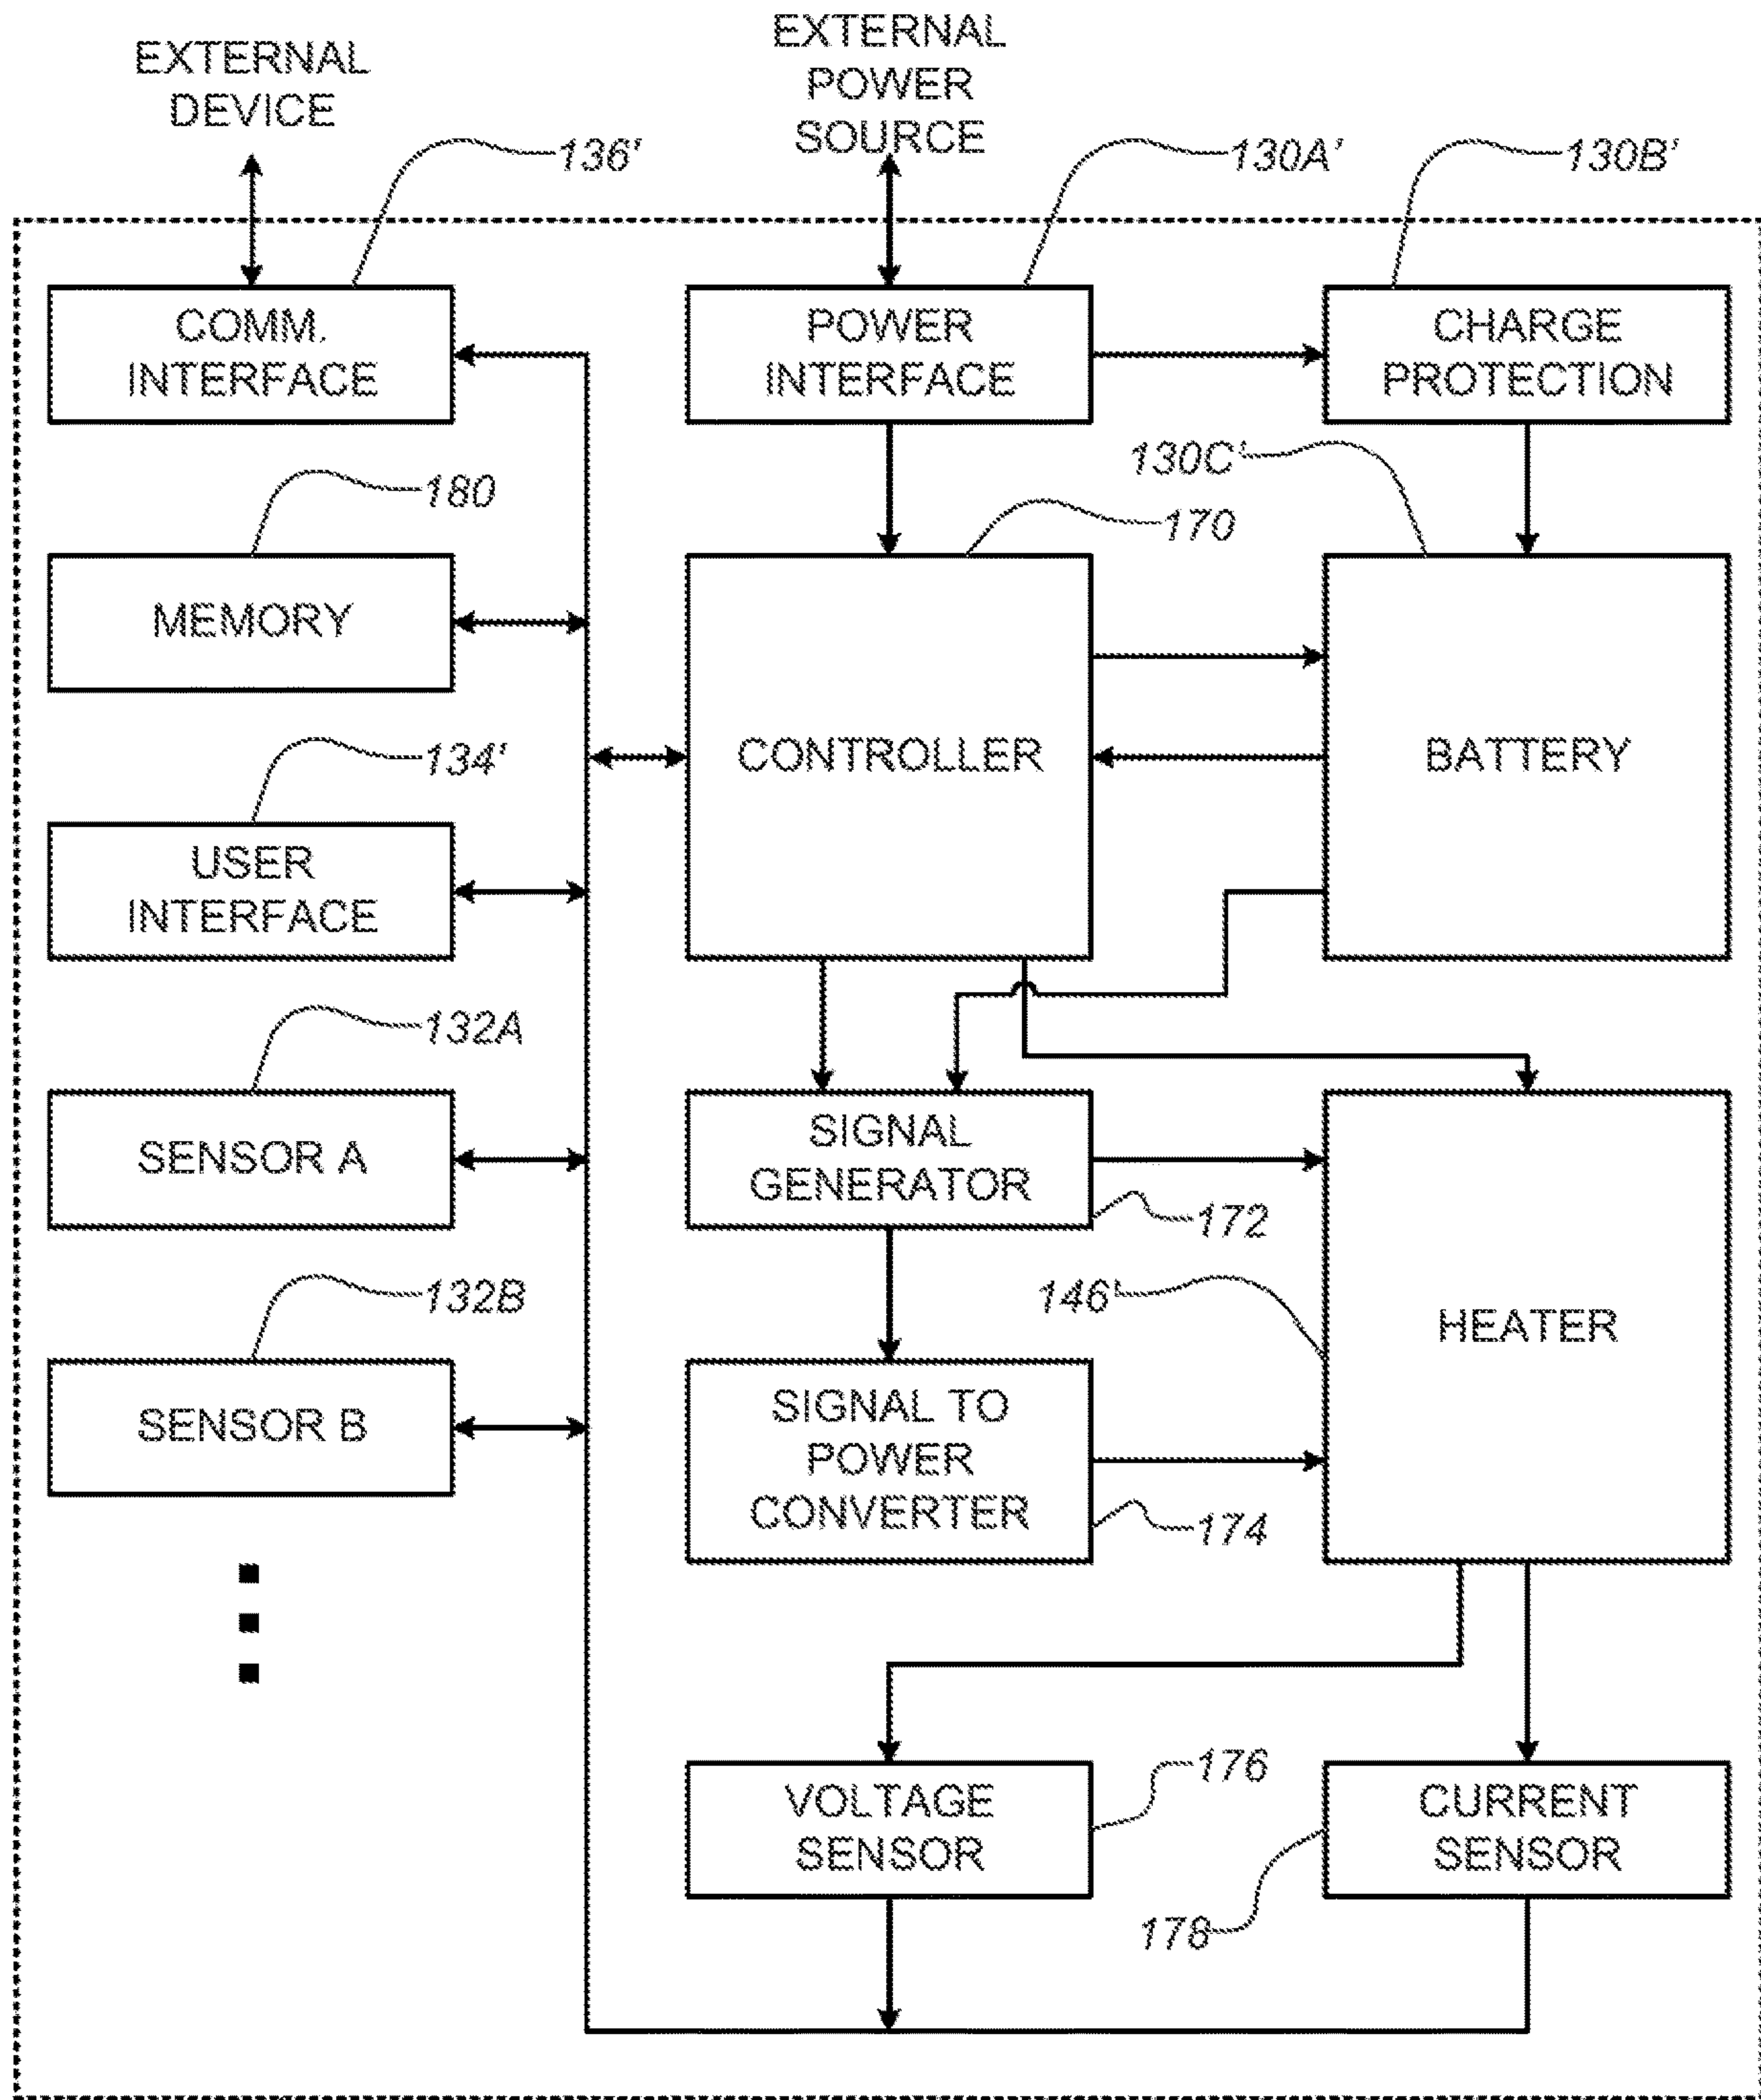 EXTERNAL
DEVICE
EXTERNAL
POWER
SOURCE
136'
130A'
130B'
COMM.
INTERFACE
POWER
INTERFACE
CHARGE
PROTECTION
130C'
180
170
MEMORY
CONTROLLER
BATTERY
134'
USER
INTERFACE
132A
SENSOR A
SIGNAL
GENERATOR
172
132B
146'
HEATER
SENSOR B
SIGNAL TO
POWER
CONVERTER
174
176
VOLTAGE
SENSOR
CURRENT
SENSOR
178